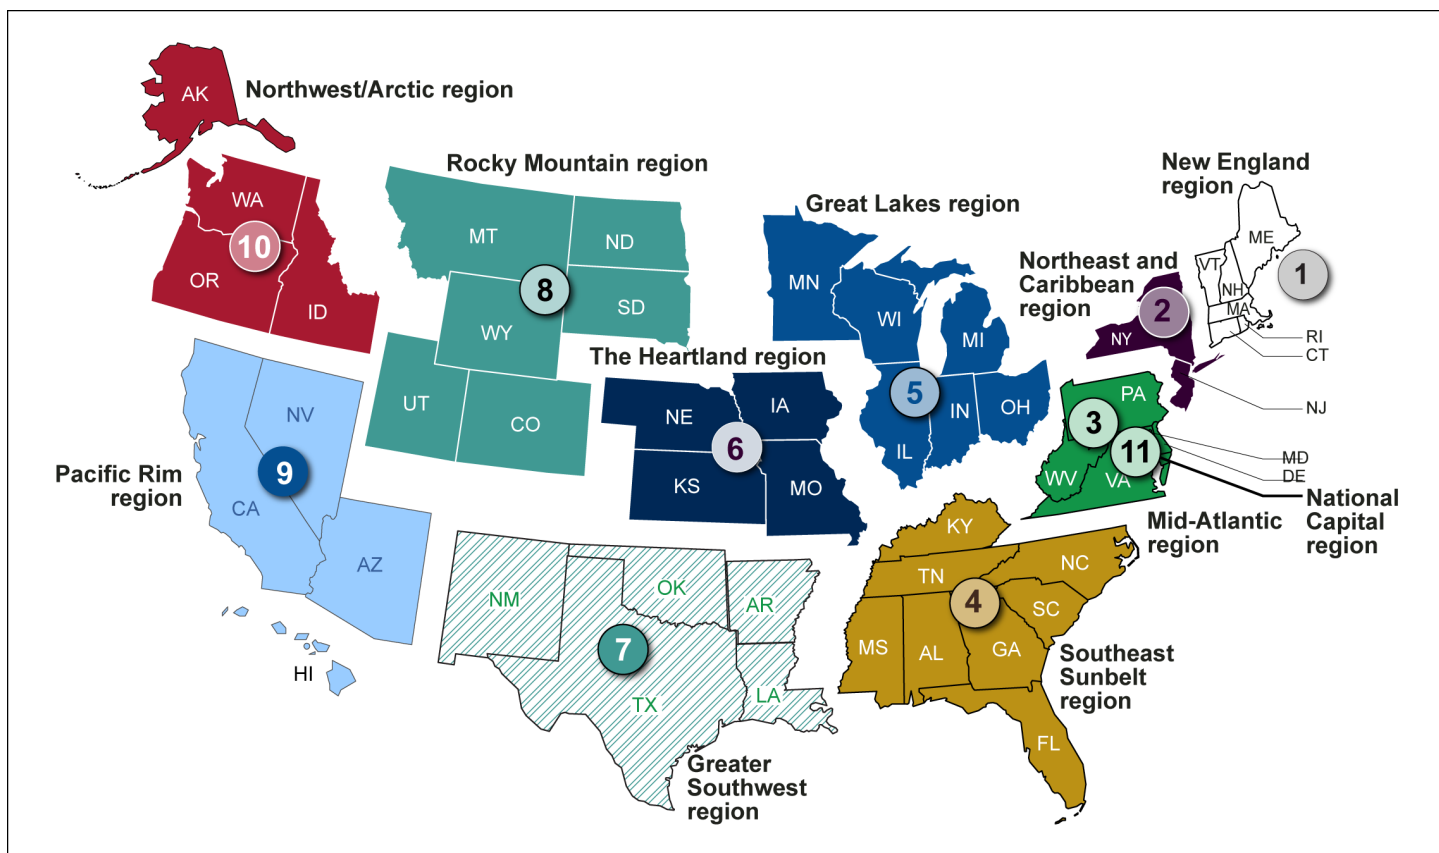 AK
Northwest/Arctic region
WA
10
OR
ID
Rocky Mountain region
MT
ND
8
WY
SD
UT
CO
Great Lakes region
MN
WI
MI
5
IL
IN
OH
New England
region
ME
VT
NH
MA
1
RI
CT
Northeast and
Caribbean
region
2
NY
NJ
The Heartland region
NE
IA
6
KS
MO
PA
3
11
WV
VA
MD
DE
National
Capital
region
Mid-Atlantic
region
Pacific Rim
region
NV
9
CA
AZ
HI
NM
OK
AR
7
TX
LA
Greater
Southwest
region
KY
TN
NC
4
SC
MS
AL
GA
FL
Southeast
Sunbelt
region